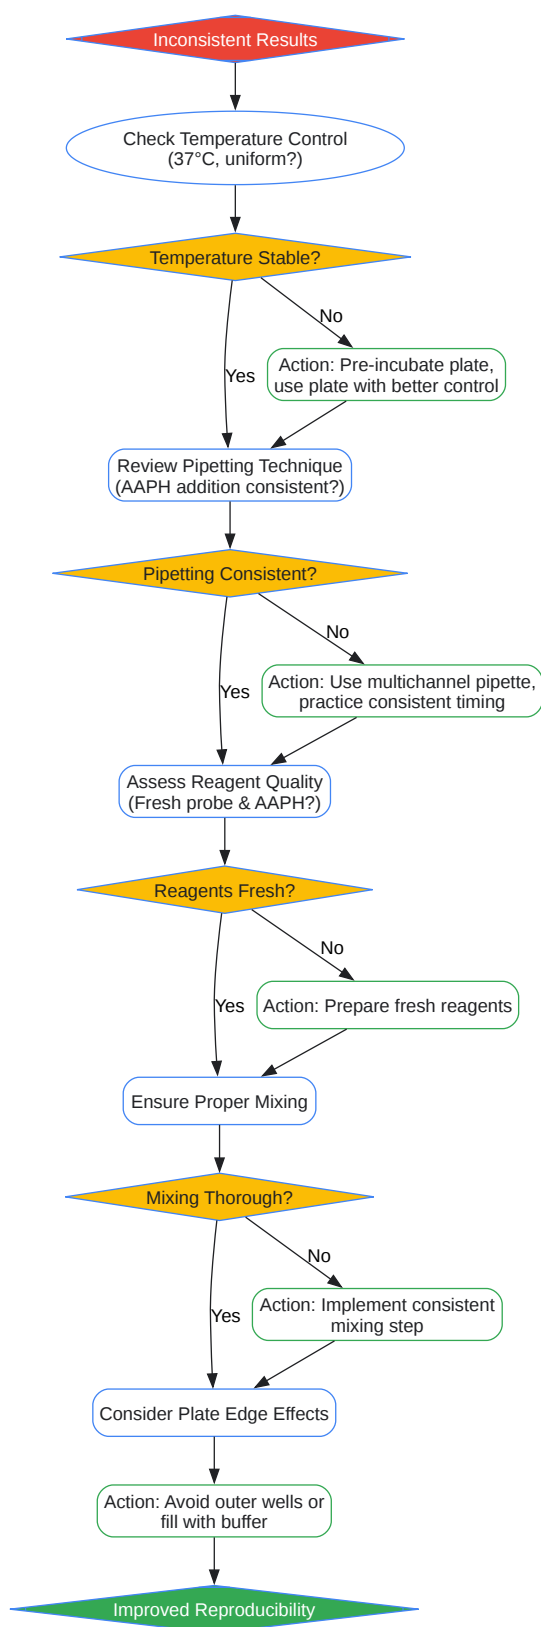 Inconsistent Results
Check Temperature Control
(37°C, uniform?)
Temperature Stable?
No
Action: Pre-incubate plate,
use plate with better control
Yes
Review Pipetting Technique
(AAPH addition consistent?)
Pipetting Consistent?
No
Action: Use multichannel pipette,
practice consistent timing
Yes
Assess Reagent Quality
(Fresh probe & AAPH?)
Reagents Fresh?
No
Yes
Action: Prepare fresh reagents
Ensure Proper Mixing
Mixing Thorough?
No
Action: Implement consistent
mixing step
Yes
Consider Plate Edge Effects
Action: Avoid outer wells or
fill with buffer
Improved Reproducibility